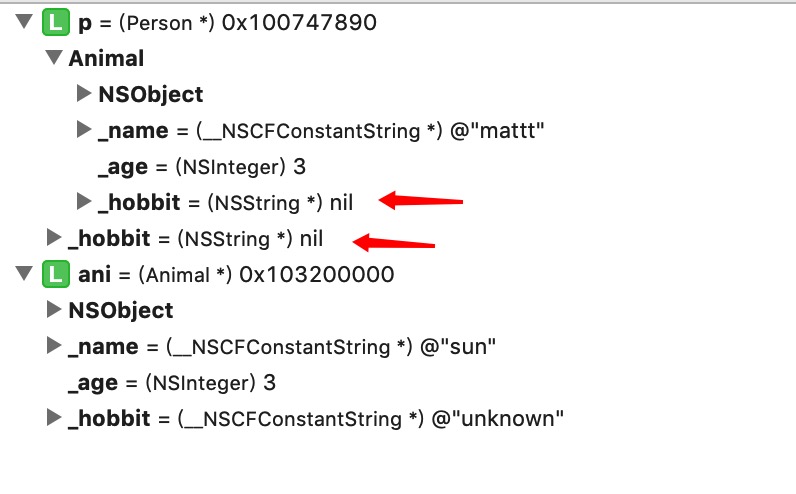 L p = (Person *) 0x100747890
Animal
NSObject
_name = (__NSCFConstantString *) @"mattt"
_age = (NSInteger) 3
_hobbit = (NSString *) nil
_hobbit = (NSString *) nil
L ani = (Animal *) 0x103200000
NSObject
_name = (__NSCFConstantString *) @"sun"
_age = (NSInteger) 3
_hobbit = (__NSCFConstantString *) @"unknown"